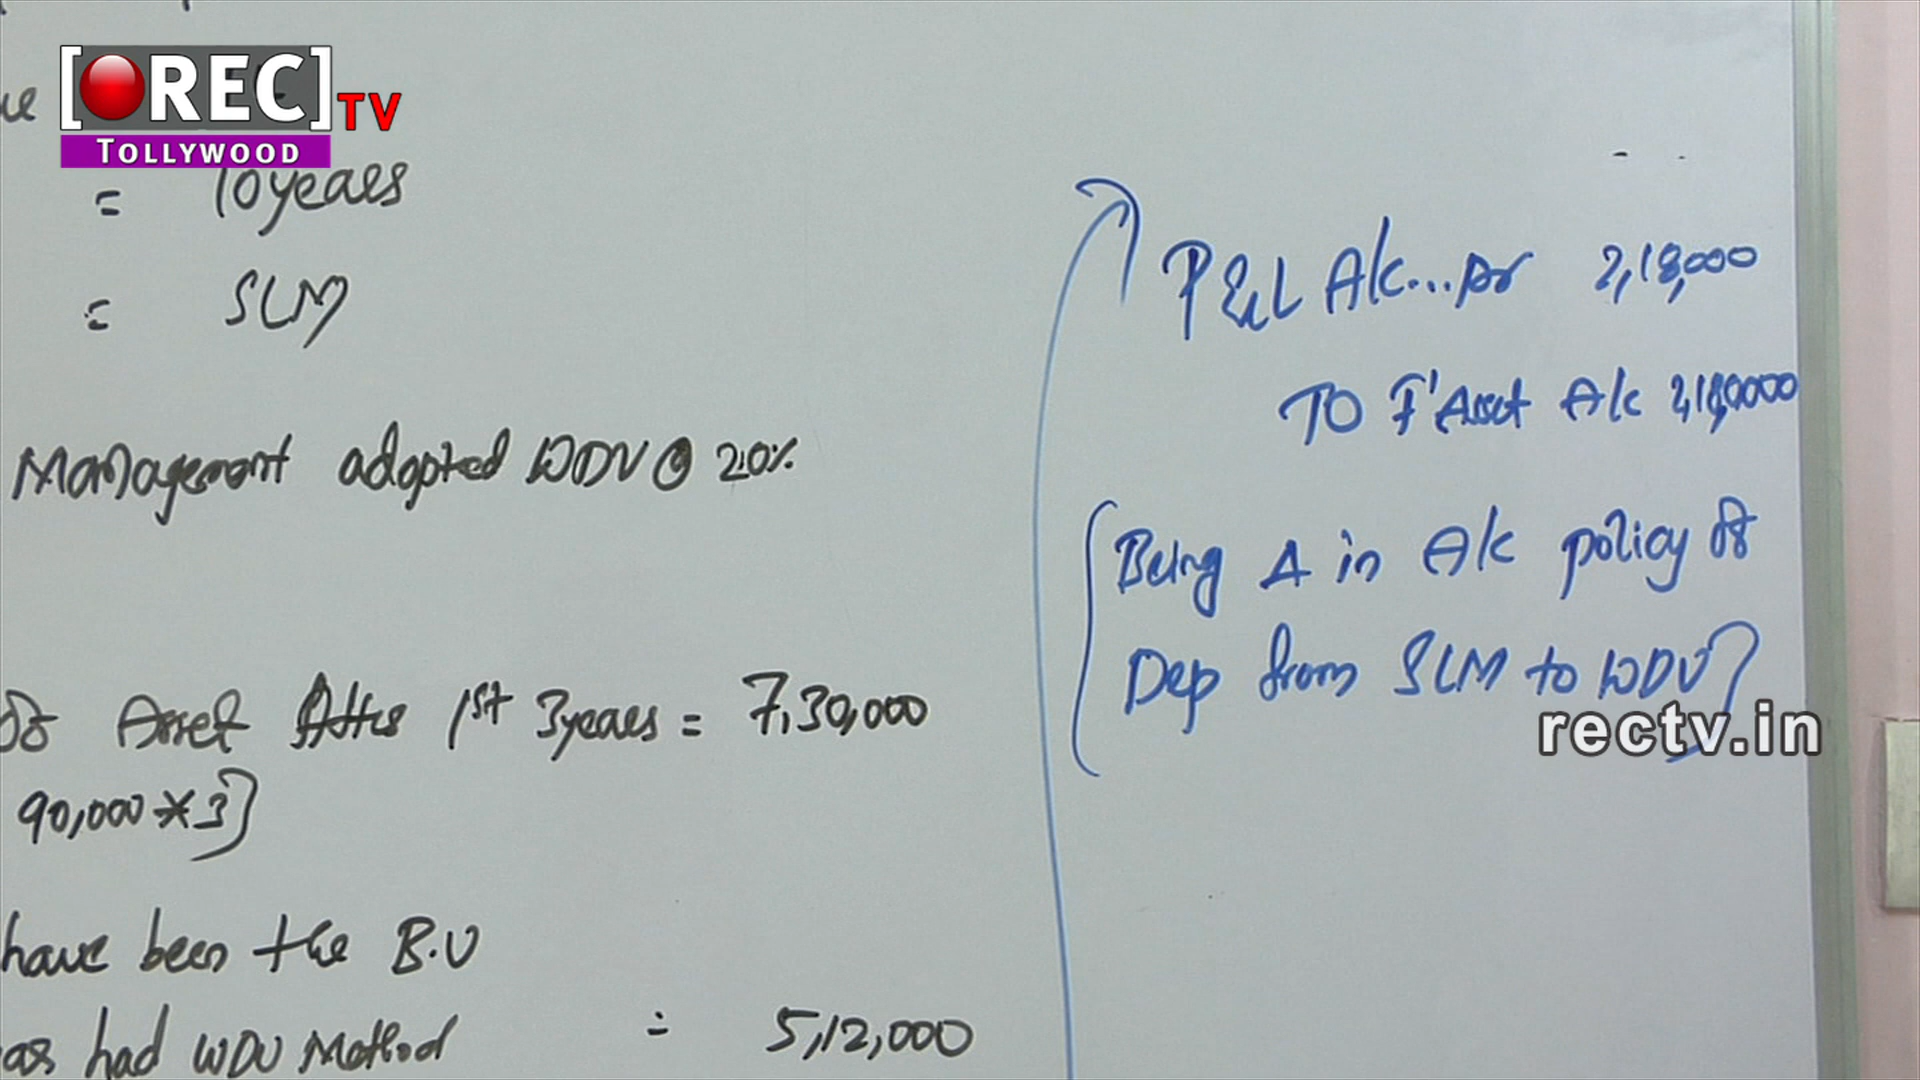 [REC] TV
TOLLYWOOD
= 10 years
= SLM
Management adopted WDV @ 20%
of Asset After 1st 3years = 7,30,000
90,000 * 3]
have been the B.V
had WDV Method = 5,12,000
P&L A/c...Dr 2,18,000
TO F'Asset A/c 2,18,000
(Being Δ in A/c policy of
Dep from SLM to WDV)
rectv.in